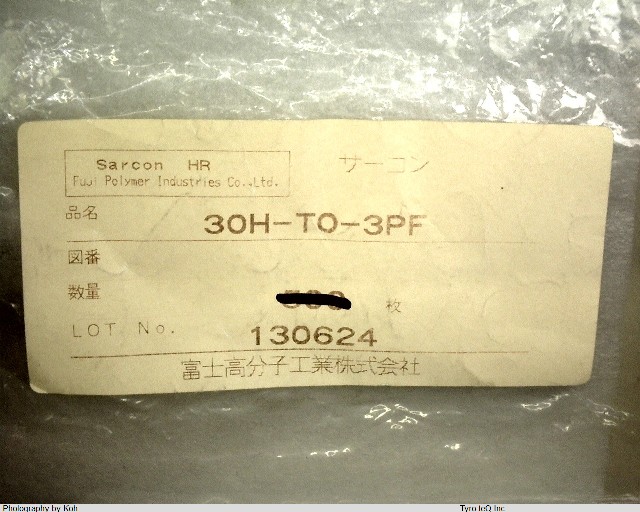 Sarcon HR
サーコン
Fuji Polymer Industries Co.,Ltd.
品名
30H-TO-3PF
図番
数量
枚
LOT No.
130624
富士高分子工業株式会社
Photography by Koh
TyroteQ Inc